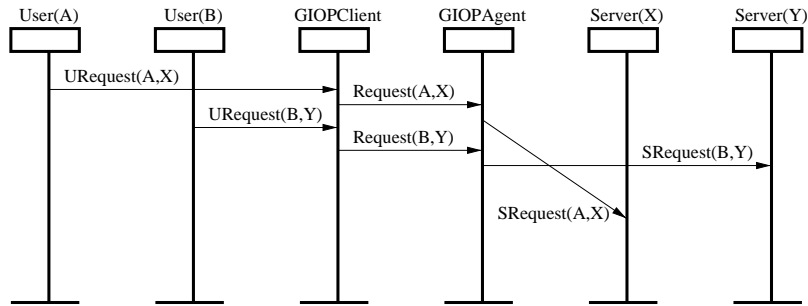 User(A) User(B) GIOPClient GIOPAgent Server(X) Server(Y)
URequest(A,X)
Request(A,X)
URequest(B,Y)
Request(B,Y)
SRequest(B,Y)
SRequest(A,X)